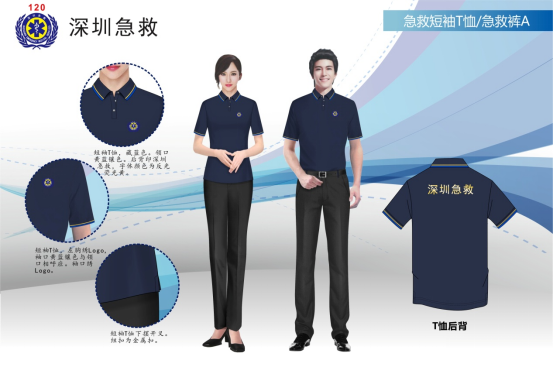 120
深圳急救
急救短袖T恤/急救裤A
短袖T恤，藏蓝色，领口
黄蓝镶色。后背印深圳
急救，字体颜色为反光
荧光黄。
深圳急救
短袖T恤。左胸绣Logo,
袖口黄蓝镶色与领
口相呼应。袖口绣
Logo。
短袖T恤下摆开叉。
纽扣为金属扣。
T恤后背